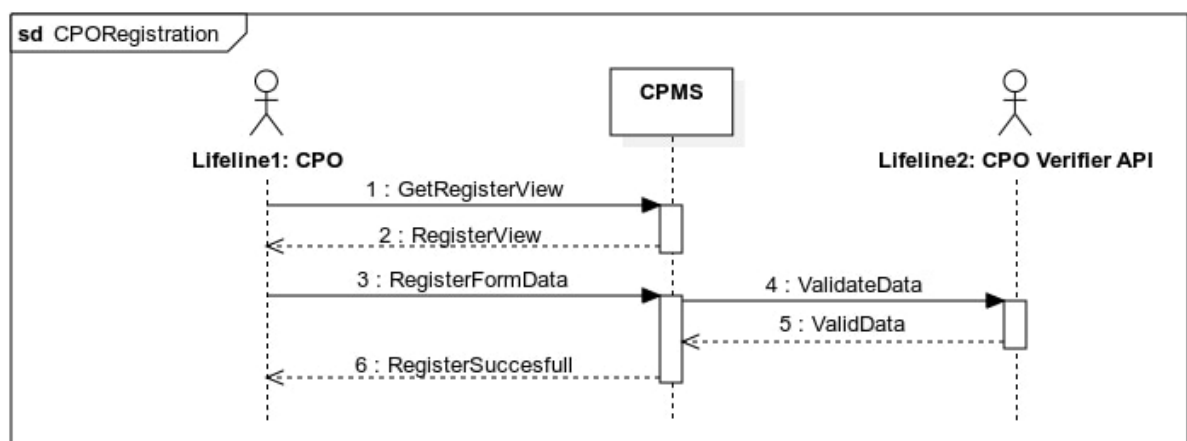 sd CPORegistration
CPMS
Lifeline1: CPO
Lifeline2: CPO Verifier API
1 : GetRegisterView
2 : RegisterView
3 : RegisterFormData
4 : ValidateData
5 : ValidData
6 : RegisterSuccesfull